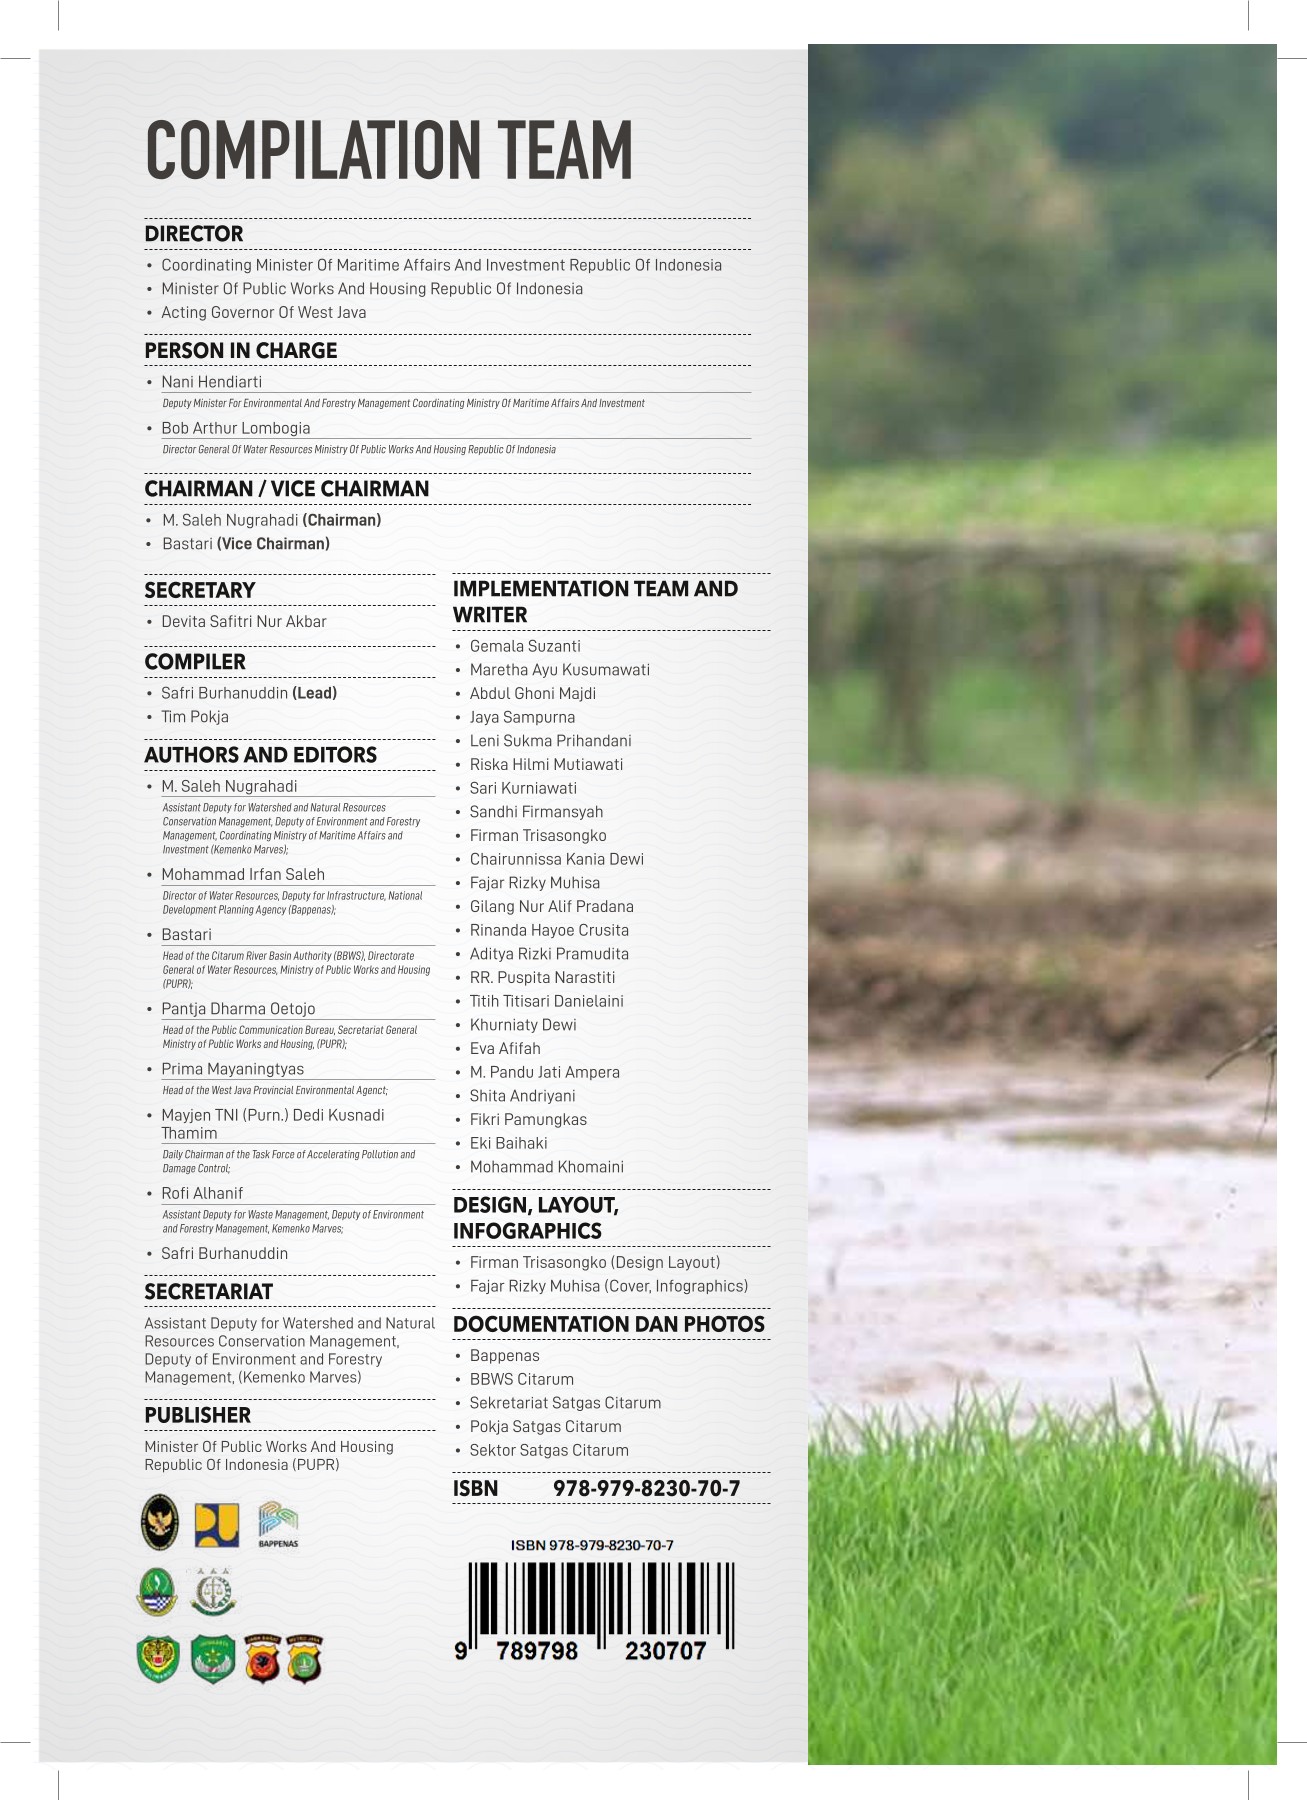 COMPILATION TEAM
DIRECTOR
• Coordinating Minister Of Maritime Affairs And Investment Republic Of Indonesia
• Minister Of Public Works And Housing Republic Of Indonesia
• Acting Governor Of West Java
PERSON IN CHARGE
• Nani Hendiarti
Deputy Minister For Environmental And Forestry Management Coordinating Ministry Of Maritime Affairs And Investment
• Bob Arthur Lombogia
Director General Of Water Resources Ministry Of Public Works And Housing Republic Of Indonesia
CHAIRMAN / VICE CHAIRMAN
• M. Saleh Nugrahadi (Chairman)
• Bastari (Vice Chairman)
SECRETARY
• Devita Safitri Nur Akbar
COMPILER
• Safri Burhanuddin (Lead)
• Tim Pokja
AUTHORS AND EDITORS
• M. Saleh Nugrahadi
Assistant Deputy for Watershed and Natural Resources
Conservation Management, Deputy of Environment and Forestry
Management, Coordinating Ministry of Maritime Affairs and
Investment (Kemenko Marves);
• Mohammad Irfan Saleh
Director of Water Resources, Deputy for Infrastructure, National
Development Planning Agency (Bappenas);
• Bastari
Head of the Citarum River Basin Authority (BBWS), Directorate
General of Water Resources, Ministry of Public Works and Housing
(PUPR);
• Pantja Dharma Oetojo
Head of the Public Communication Bureau, Secretariat General
Ministry of Public Works and Housing, (PUPR);
• Prima Mayaningtyas
Head of the West Java Provincial Environmental Agenct;
• Mayjen TNI (Purn.) Dedi Kusnadi
Thamim
Daily Chairman of the Task Force of Accelerating Pollution and
Damage Control;
• Rofi Alhanif
Assistant Deputy for Waste Management, Deputy of Environment
and Forestry Management, Kemenko Marves;
• Safri Burhanuddin
SECRETARIAT
Assistant Deputy for Watershed and Natural
Resources Conservation Management,
Deputy of Environment and Forestry
Management, (Kemenko Marves)
PUBLISHER
Minister Of Public Works And Housing
Republic Of Indonesia (PUPR)
BAPPENAS
SILIWANGI
JAYAKARTA
JAWA BARAT
METRO JAYA
IMPLEMENTATION TEAM AND
WRITER
• Gemala Suzanti
• Maretha Ayu Kusumawati
• Abdul Ghoni Majdi
• Jaya Sampurna
• Leni Sukma Prihandani
• Riska Hilmi Mutiawati
• Sari Kurniawati
• Sandhi Firmansyah
• Firman Trisasongko
• Chairunnissa Kania Dewi
• Fajar Rizky Muhisa
• Gilang Nur Alif Pradana
• Rinanda Hayoe Crusita
• Aditya Rizki Pramudita
• RR. Puspita Narastiti
• Titih Titisari Danielaini
• Khurniaty Dewi
• Eva Afifah
• M. Pandu Jati Ampera
• Shita Andriyani
• Fikri Pamungkas
• Eki Baihaki
• Mohammad Khomaini
DESIGN, LAYOUT,
INFOGRAPHICS
• Firman Trisasongko (Design Layout)
• Fajar Rizky Muhisa (Cover, Infographics)
DOCUMENTATION DAN PHOTOS
• Bappenas
• BBWS Citarum
• Sekretariat Satgas Citarum
• Pokja Satgas Citarum
• Sektor Satgas Citarum
ISBN 978-979-8230-70-7
ISBN 978-979-8230-70-7
9 789798 230707